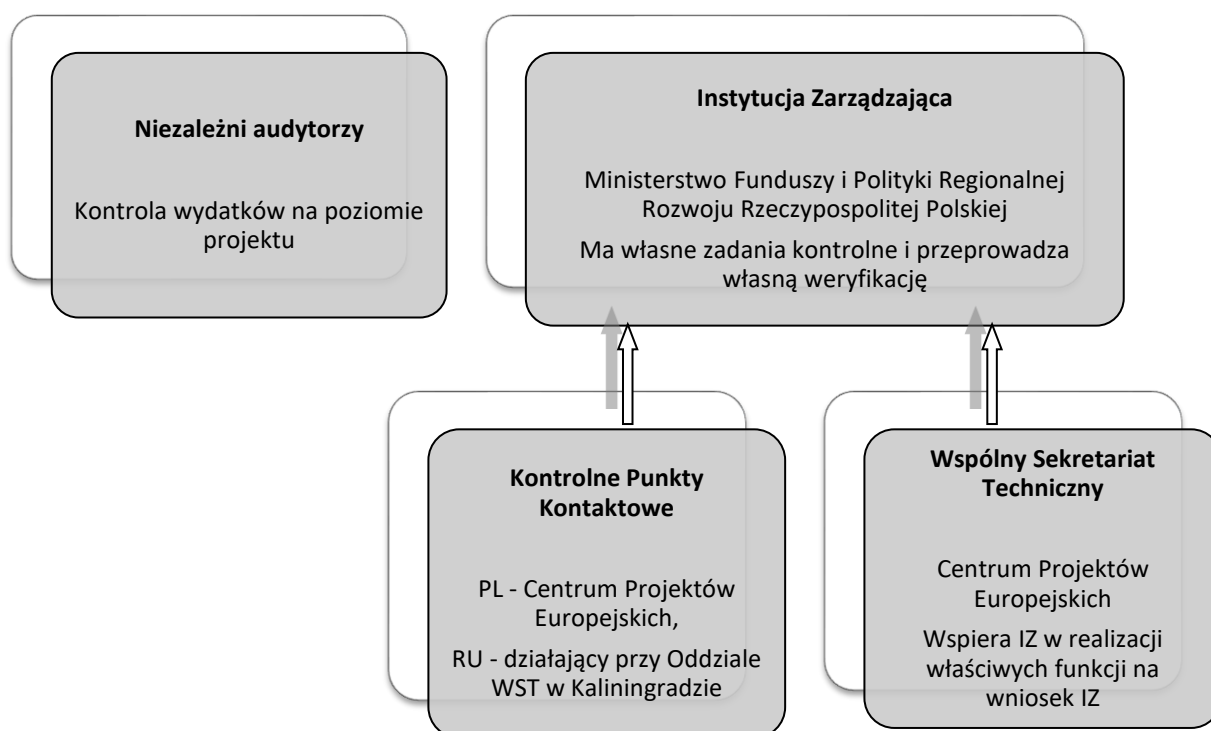 Niezależni audytorzy
Kontrola wydatków na poziomie
projektu
Instytucja Zarządzająca
Ministerstwo Funduszy i Polityki Regionalnej
Rozwoju Rzeczypospolitej Polskiej
Ma własne zadania kontrolne i przeprowadza
własną weryfikację
Kontrolne Punkty
Kontaktowe
PL - Centrum Projektów
Europejskich,
RU - działający przy Oddziale
WST w Kaliningradzie
Wspólny Sekretariat
Techniczny
Centrum Projektów
Europejskich
Wspiera IZ w realizacji
właściwych funkcji na
wniosek IZ